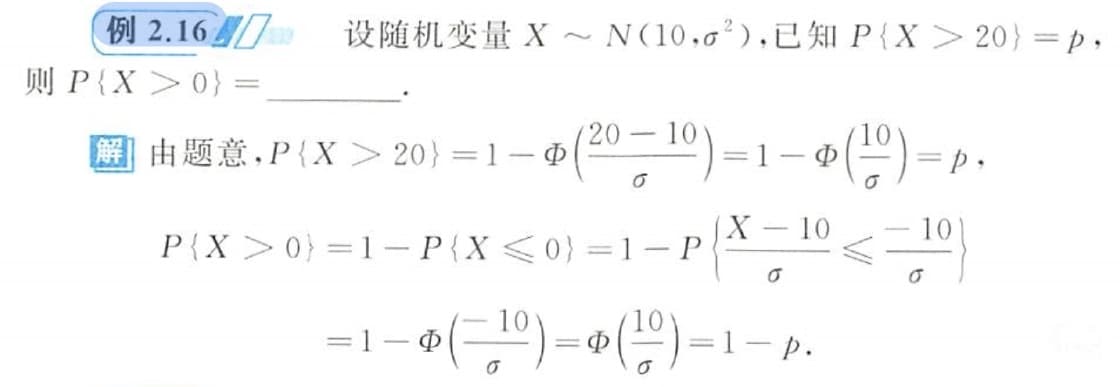 例 2.16 设随机变量 X ~ N(10,σ²),已知 P{X > 20} = p,
则 P{X > 0} = ________.
解 由题意,P{X > 20} = 1 − Φ((20 − 10)/σ) = 1 − Φ(10/σ) = p,
P{X > 0} = 1 − P{X ⩽ 0} = 1 − P{(X − 10)/σ ⩽ (− 10)/σ}
= 1 − Φ((− 10)/σ) = Φ(10/σ) = 1 − p.